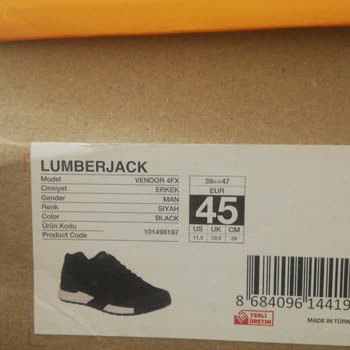 LUMBERJACK
Model VENDOR 4FX
Cinsiyet ERKEK
Gender MAN
Renk SIYAH
Color BLACK
Ürün Kodu
Product Code 101498197
39>>47
EUR
45
US UK CM
11,5 10,5 29
8 684096 14419
YERLİ
ÜRETİM
MADE IN TÜRK